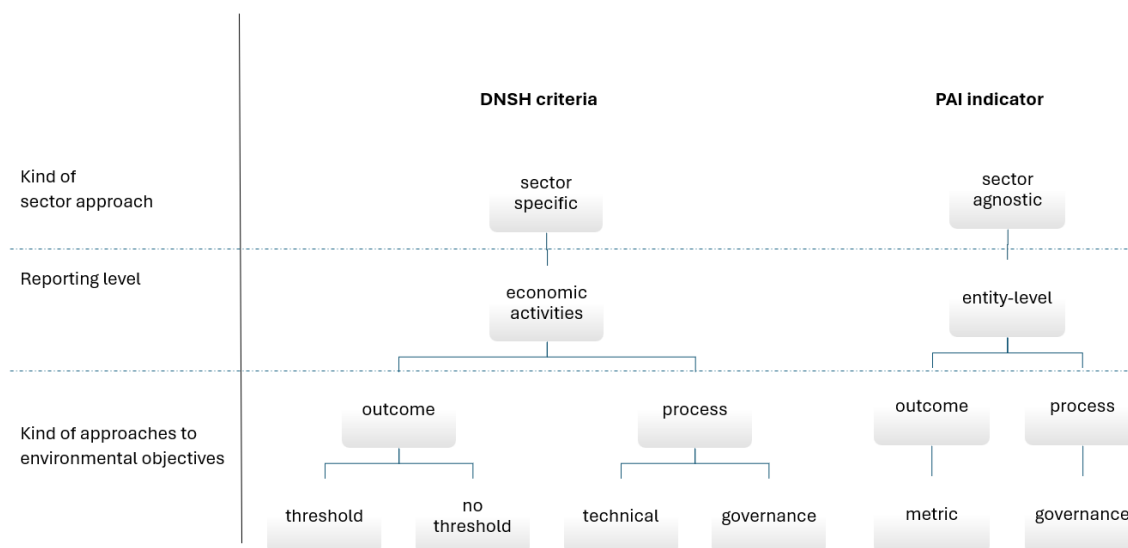 DNSH criteria
PAI indicator
Kind of
sector approach
sector
specific
sector
agnostic
Reporting level
economic
activities
entity-level
Kind of approaches to
environmental objectives
outcome
process
outcome
process
threshold
no
threshold
technical
governance
metric
governance